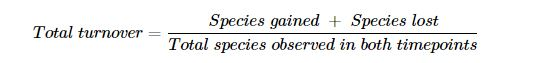 Total turnover = Species gained + Species lost / Total species observed in both timepoints